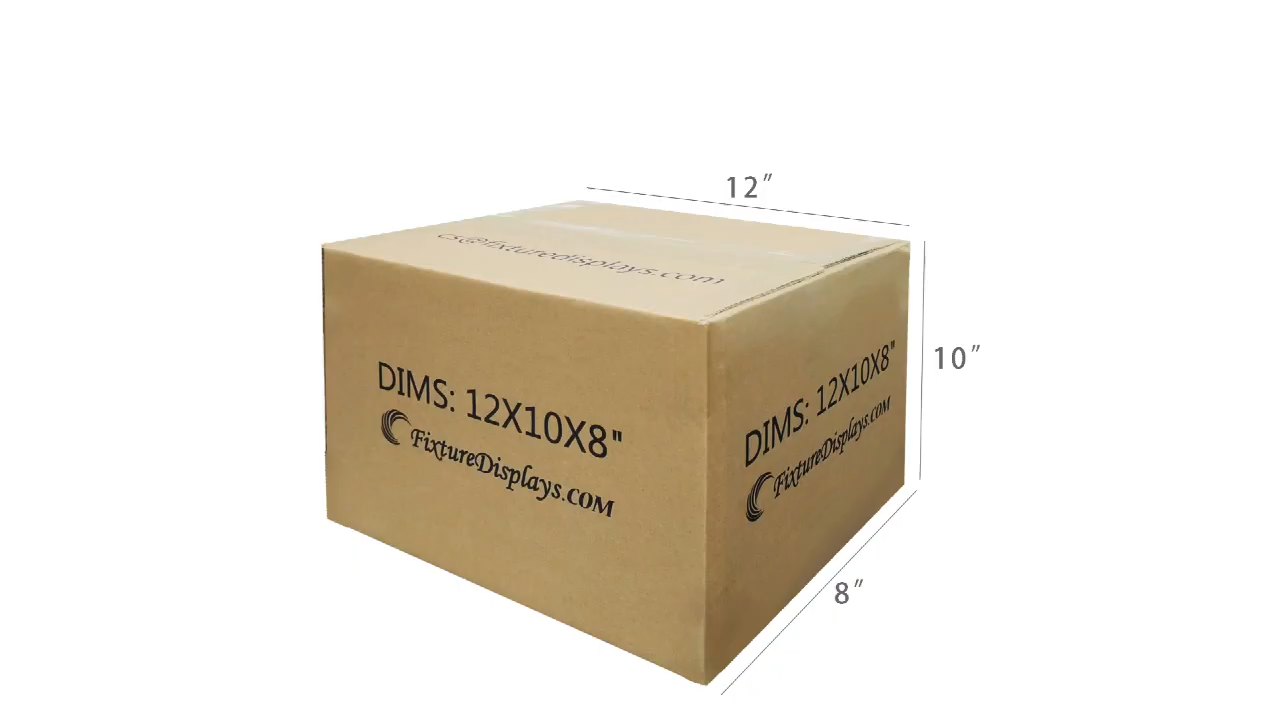 12"
cs@fixturedisplays.com
10"
DIMS: 12X10X8"
FixtureDisplays.COM
DIMS: 12X10X8"
FixtureDisplays.COM
8"